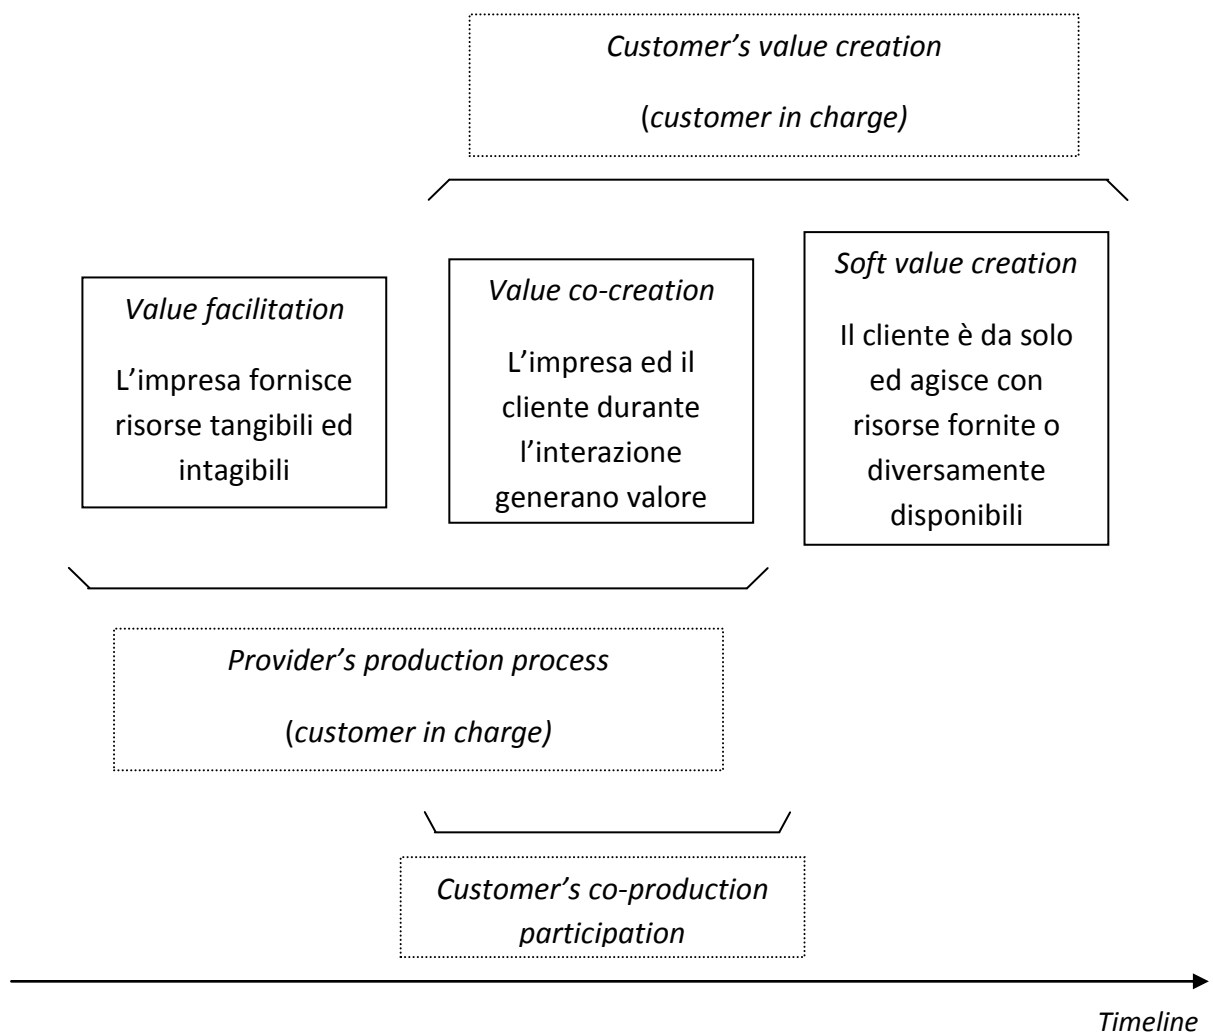 Customer’s value creation
(customer in charge)
Value facilitation
L’impresa fornisce
risorse tangibili ed
intagibili
Value co-creation
L’impresa ed il
cliente durante
l’interazione
generano valore
Soft value creation
Il cliente è da solo
ed agisce con
risorse fornite o
diversamente
disponibili
Provider’s production process
(customer in charge)
Customer’s co-production
participation
Timeline